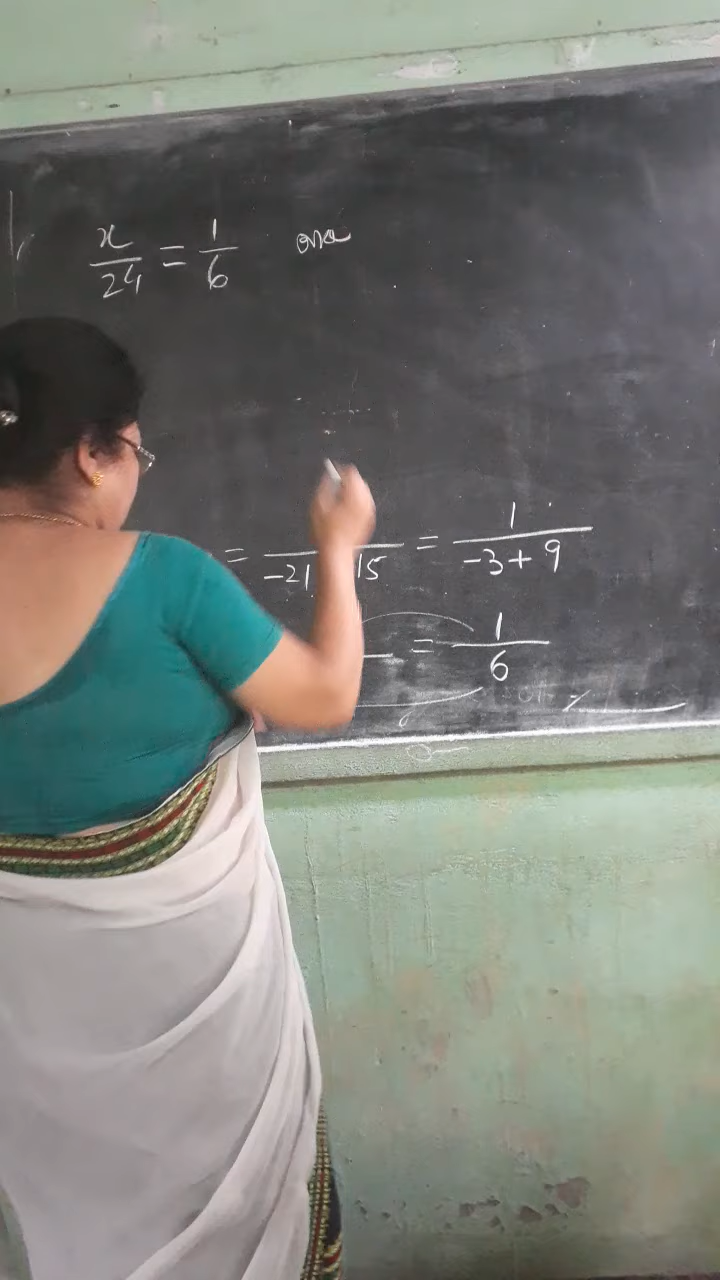 x/24 = 1/6
= ―/-21 15 = 1/-3+9
= 1/6